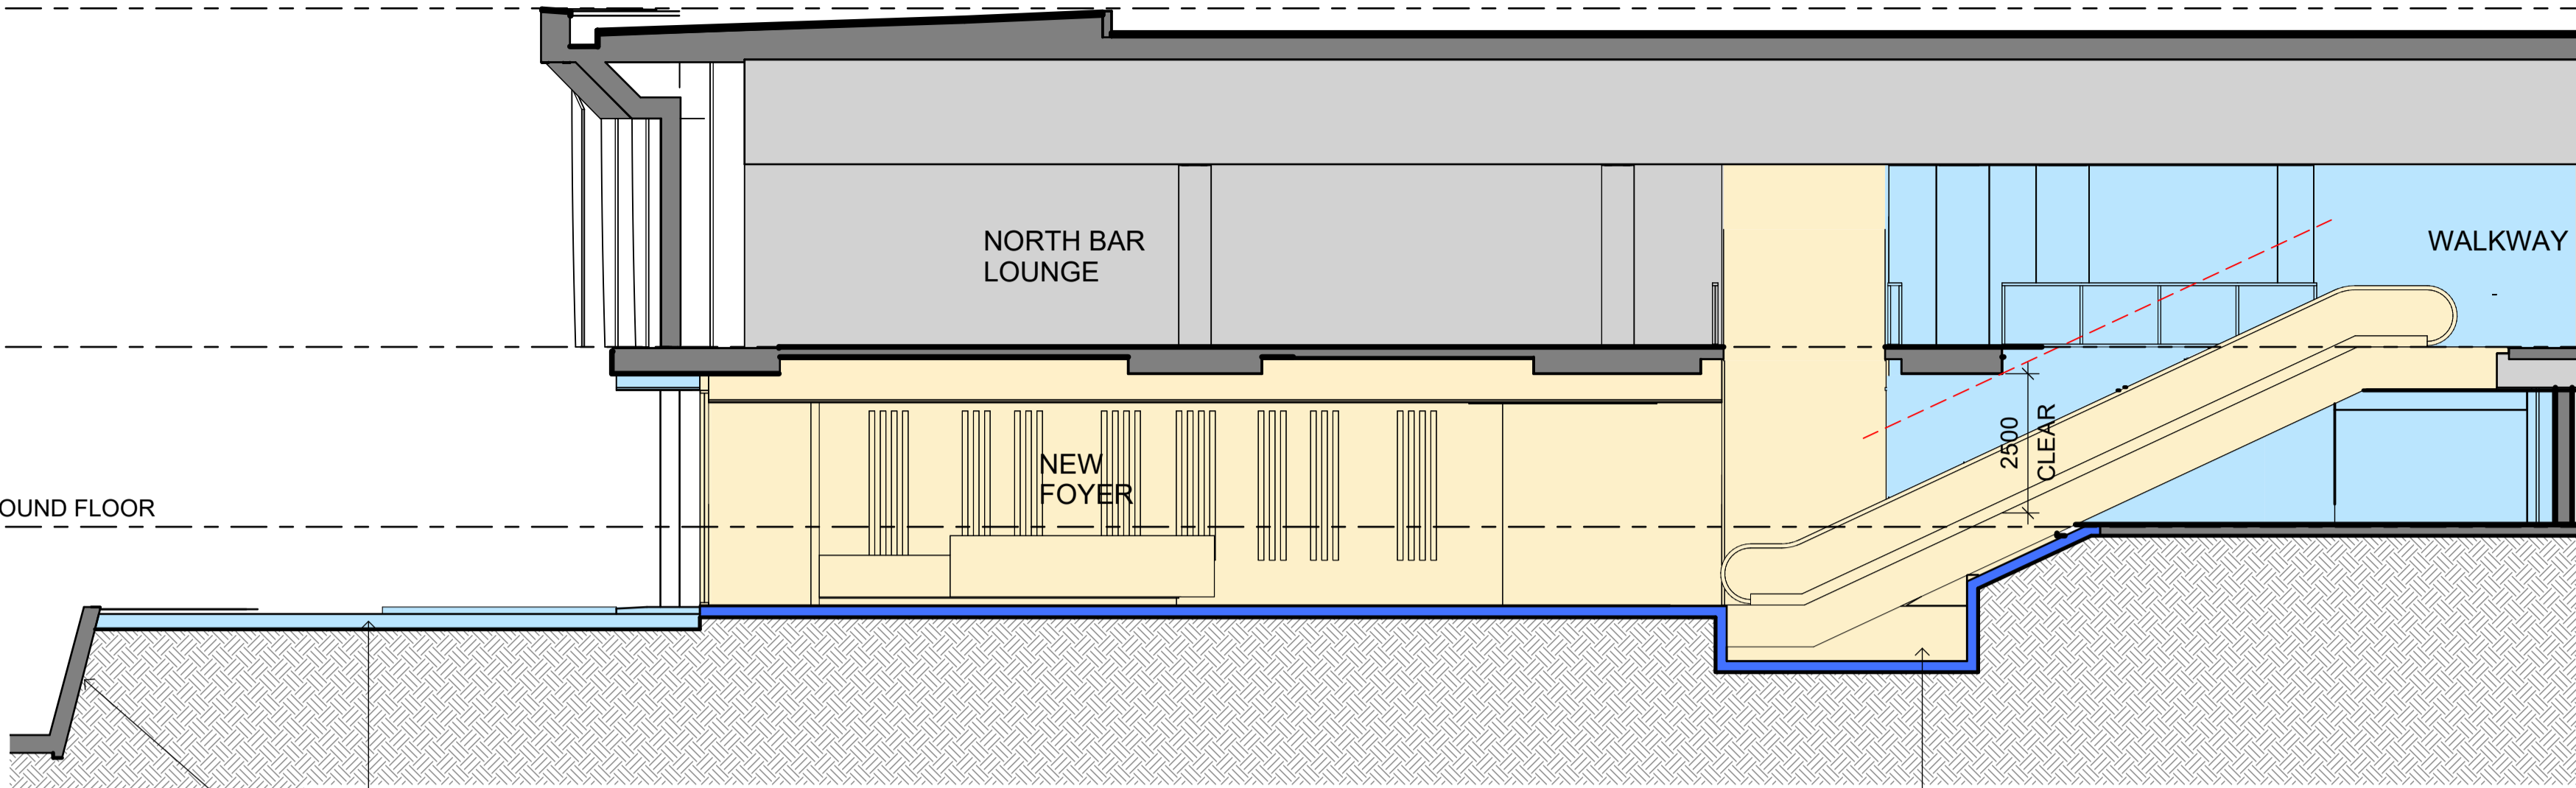 NORTH BAR
LOUNGE
WALKWAY
NEW
FOYER
2500
CLEAR
OUND FLOOR